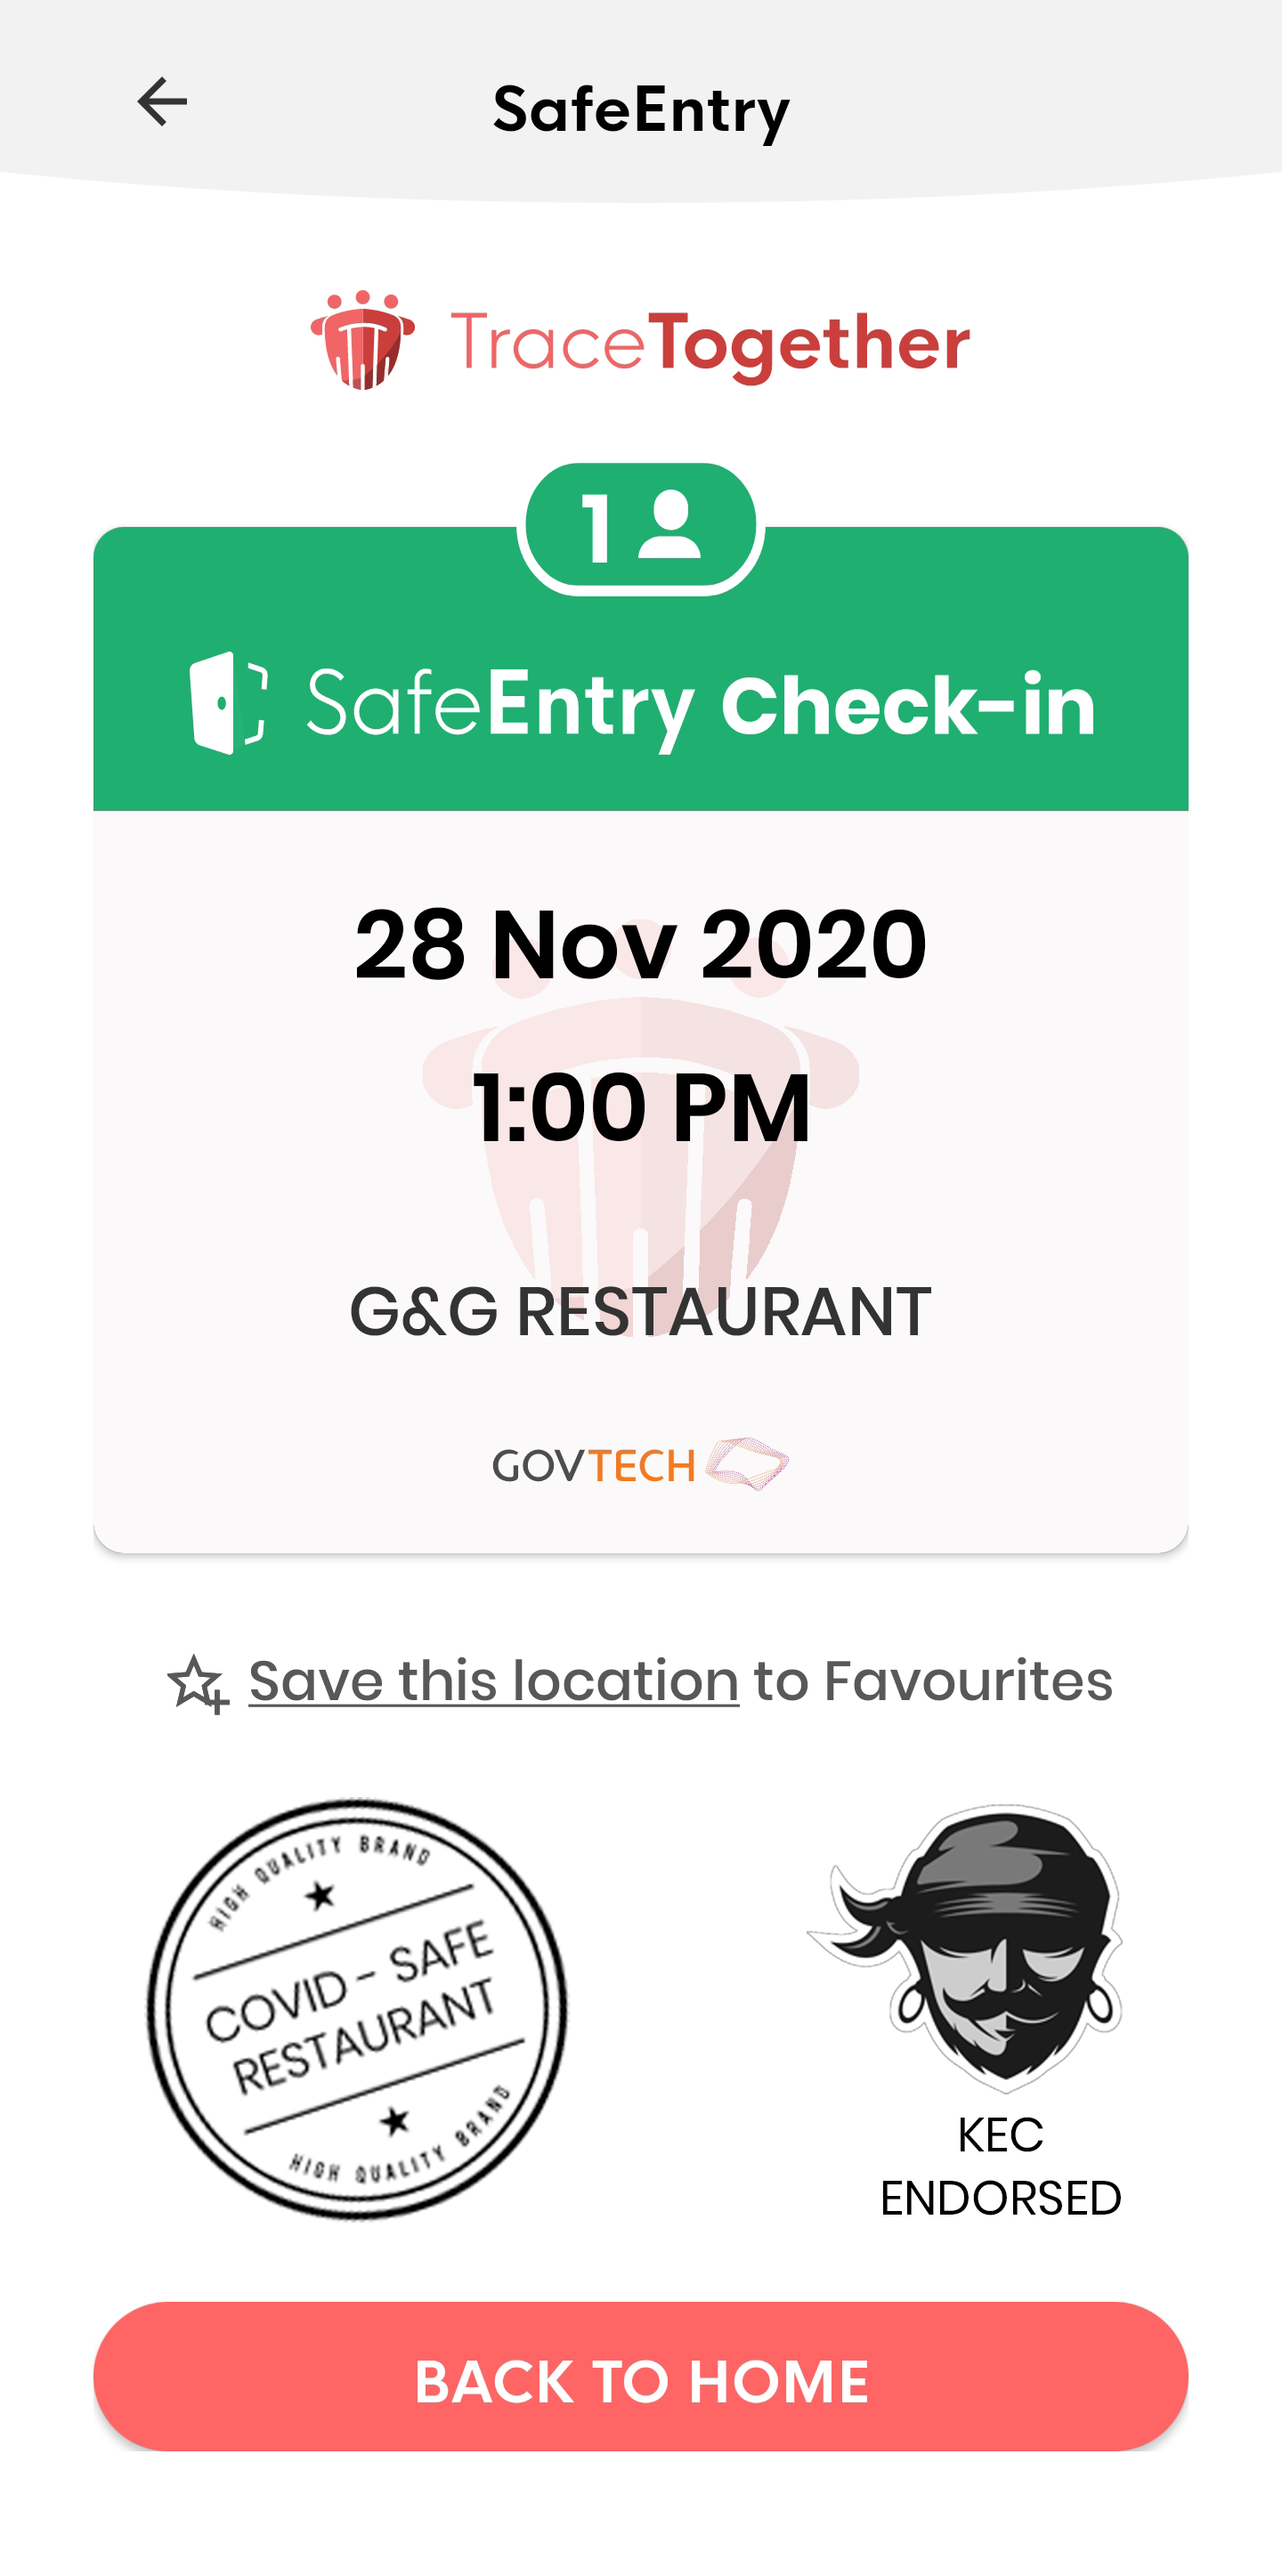 SafeEntry
TraceTogether
1
SafeEntry Check-in
28 Nov 2020
1:00 PM
G&G RESTAURANT
GOVTECH
Save this location to Favourites
HIGH QUALITY BRAND
COVID - SAFE
RESTAURANT
HIGH QUALITY BRAND
KEC
ENDORSED
BACK TO HOME